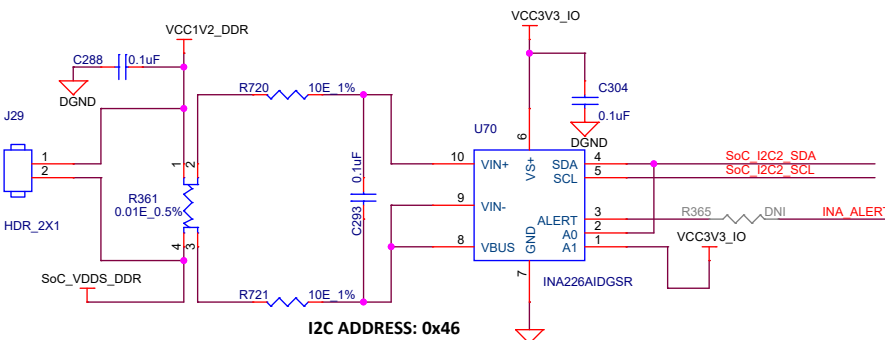 VCC3V3_IO
VCC1V2_DDR
C288
0.1uF
DGND
R720
10E_1%
C304
0.1uF
DGND
J29
1
2
HDR_2X1
1
2
R361
0.01E_0.5%
4
3
0.1uF
C293
U70
6
10
VIN+
VS+
SDA
4
SoC_I2C2_SDA
SCL
5
SoC_I2C2_SCL
9
VIN-
ALERT
3
R365
DNI
INA_ALERT
8
VBUS
GND
A0
2
A1
1
VCC3V3_IO
7
INA226AIDGSR
SoC_VDDS_DDR
R721
10E_1%
I2C ADDRESS: 0x46